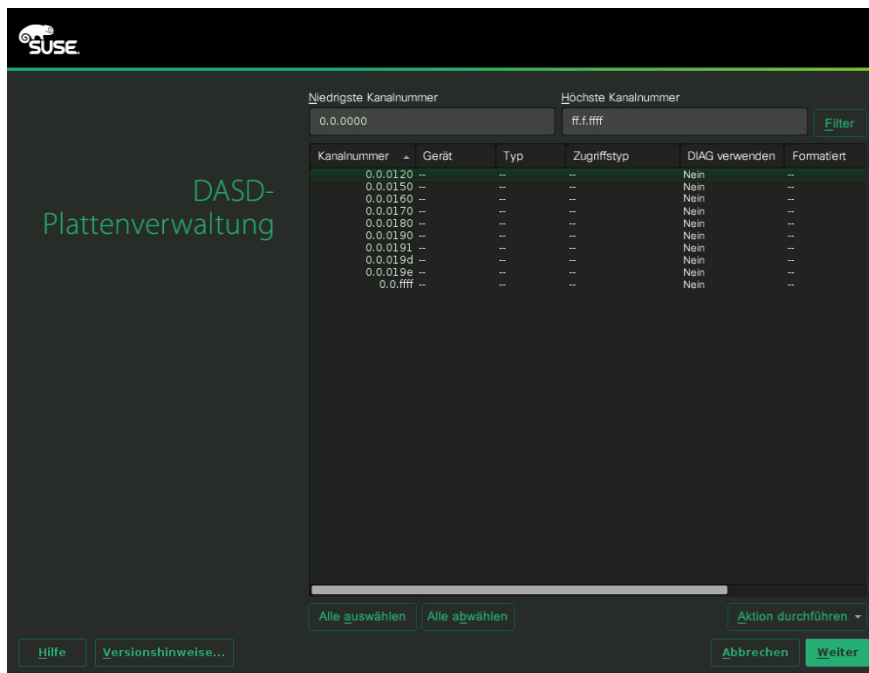 SUSE.
Niedrigste Kanalnummer Höchste Kanalnummer
0.0.0000 ff.f.ffff Filter
DASD-
Plattenverwaltung
Kanalnummer Gerät Typ Zugriffstyp DIAG verwenden Formatiert
0.0.0120 -- -- -- Nein --
0.0.0150 -- -- -- Nein --
0.0.0160 -- -- -- Nein --
0.0.0170 -- -- -- Nein --
0.0.0180 -- -- -- Nein --
0.0.0190 -- -- -- Nein --
0.0.0191 -- -- -- Nein --
0.0.019d -- -- -- Nein --
0.0.019e -- -- -- Nein --
0.0.ffff -- -- -- Nein --
Alle auswählen Alle abwählen Aktion durchführen
Hilfe Versionshinweise... Abbrechen Weiter